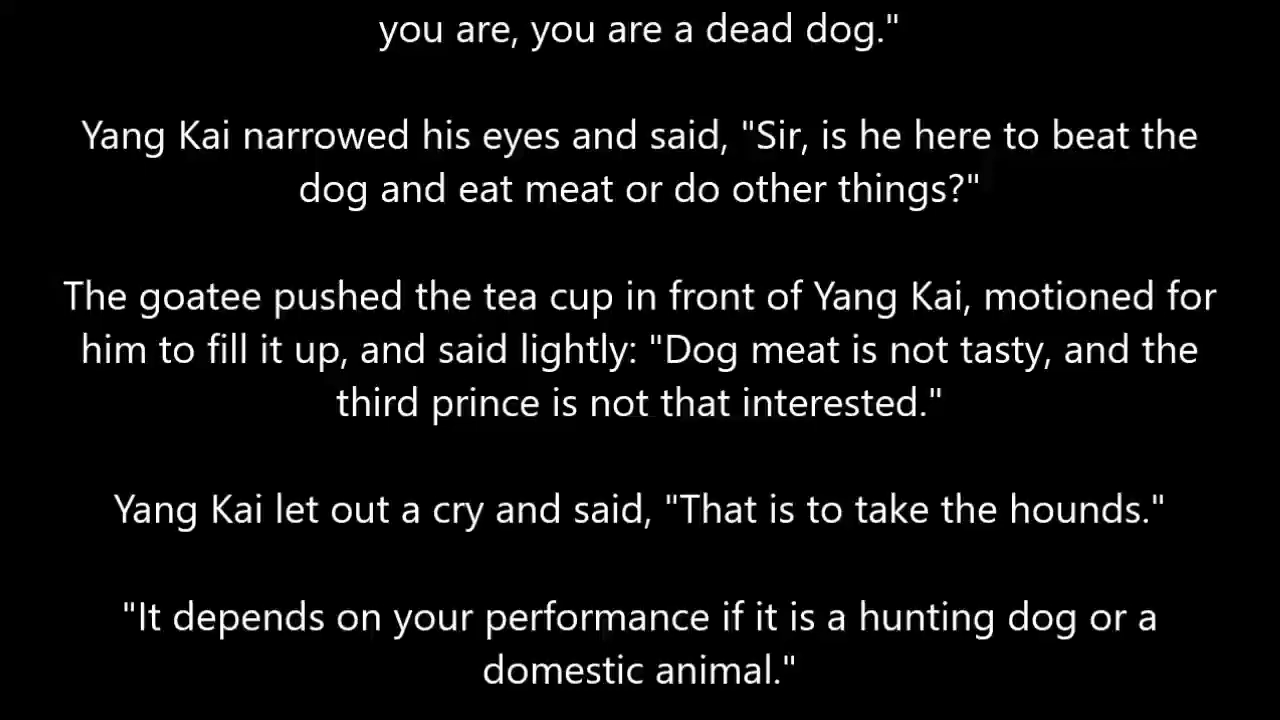 you are, you are a dead dog."
Yang Kai narrowed his eyes and said, "Sir, is he here to beat the
dog and eat meat or do other things?"
The goatee pushed the tea cup in front of Yang Kai, motioned for
him to fill it up, and said lightly: "Dog meat is not tasty, and the
third prince is not that interested."
Yang Kai let out a cry and said, "That is to take the hounds."
"It depends on your performance if it is a hunting dog or a
domestic animal."